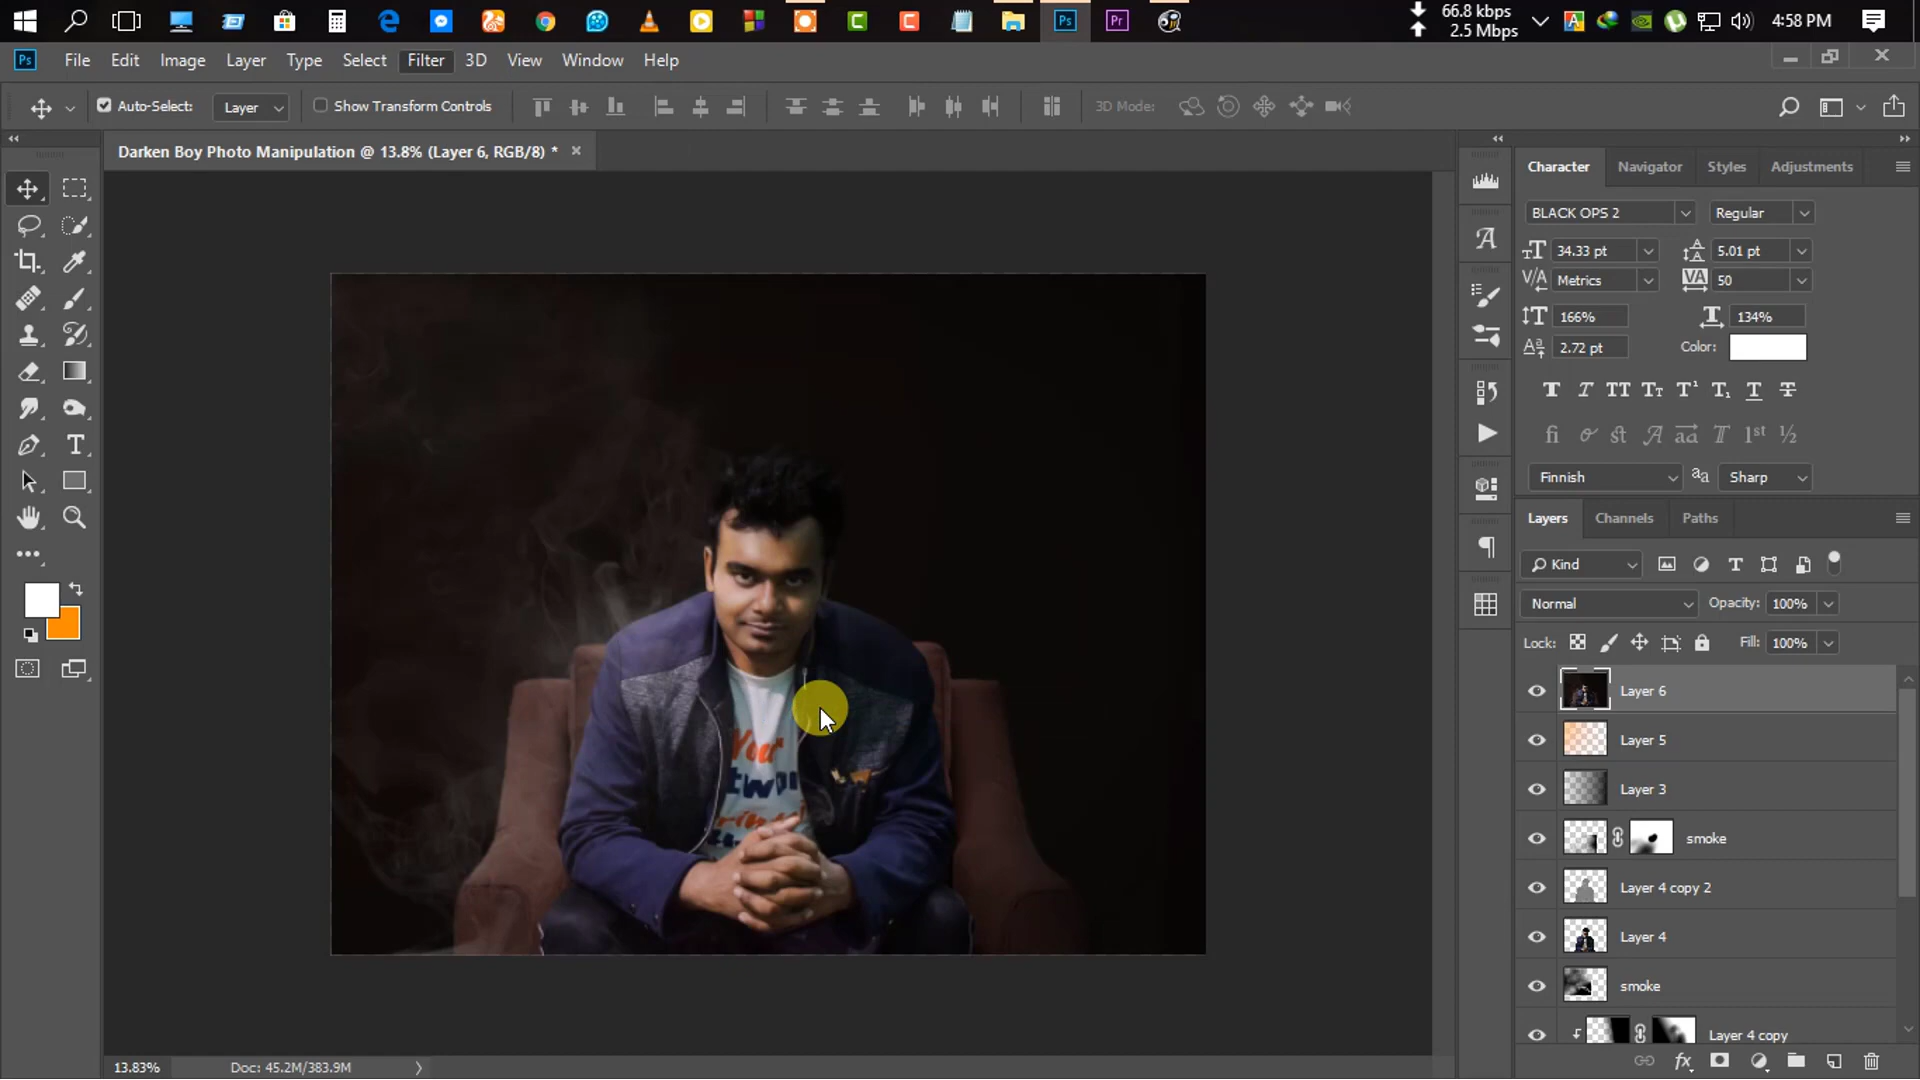 66.8 kbps
2.5 Mbps
4:58 PM
Ps
File Edit Image Layer Type Select Filter 3D View Window Help
Auto-Select: Layer Show Transform Controls 3D Mode:
Darken Boy Photo Manipulation @ 13.8% (Layer 6, RGB/8) *
Character Navigator Styles Adjustments
BLACK OPS 2 Regular
34.33 pt 5.01 pt
Metrics 50
166% 134%
2.72 pt Color:
Finnish Sharp
Layers Channels Paths
Kind
Normal Opacity: 100%
Lock: Fill: 100%
Layer 6
Layer 5
Layer 3
smoke
Layer 4 copy 2
Layer 4
smoke
Layer 4 copy
Your
13.83% Doc: 45.2M/383.9M